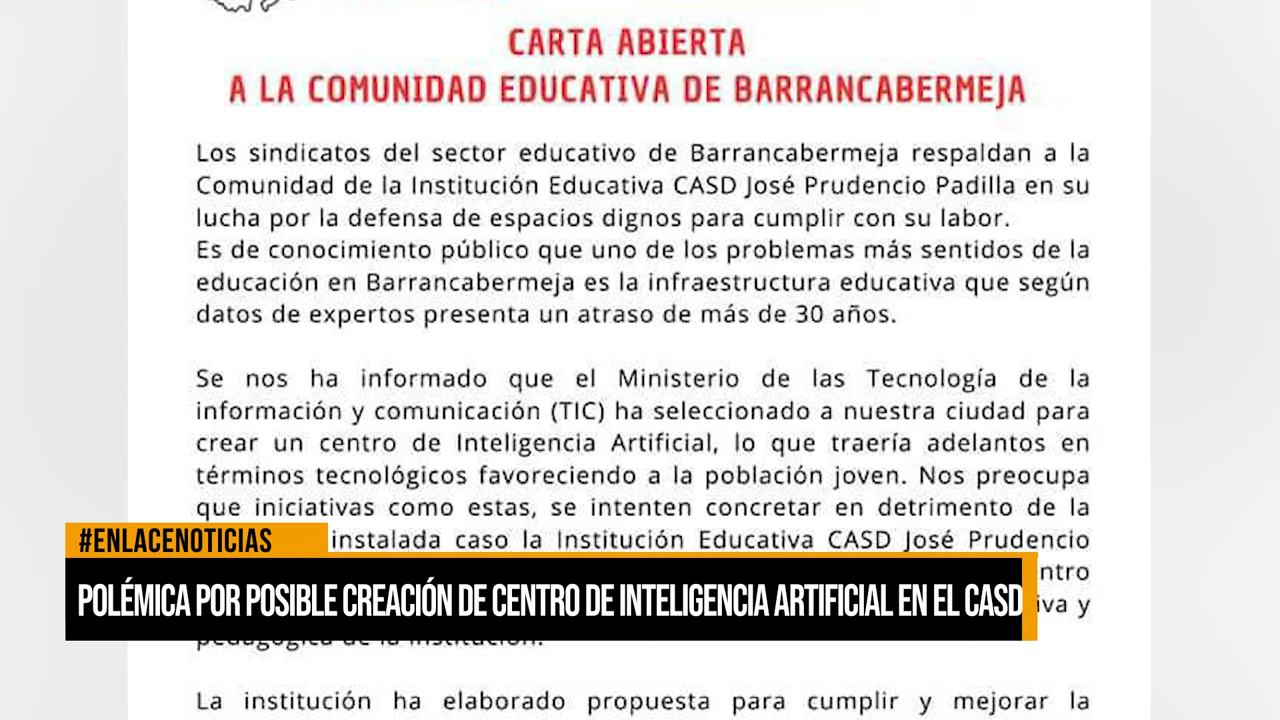 CARTA ABIERTA
A LA COMUNIDAD EDUCATIVA DE BARRANCABERMEJA
Los sindicatos del sector educativo de Barrancabermeja respaldan a la
Comunidad de la Institución Educativa CASD José Prudencio Padilla en su
lucha por la defensa de espacios dignos para cumplir con su labor.
Es de conocimiento público que uno de los problemas más sentidos de la
educación en Barrancabermeja es la infraestructura educativa que según
datos de expertos presenta un atraso de más de 30 años.
Se nos ha informado que el Ministerio de las Tecnología de la
información y comunicación (TIC) ha seleccionado a nuestra ciudad para
crear un centro de Inteligencia Artificial, lo que traería adelantos en
términos tecnológicos favoreciendo a la población joven. Nos preocupa
que iniciativas como estas, se intenten concretar en detrimento de la
instalada caso la Institución Educativa CASD José Prudencio
#ENLACENOTICIAS
POLÉMICA POR POSIBLE CREACIÓN DE CENTRO DE INTELIGENCIA ARTIFICIAL EN EL CASD
pedagógica de la institución.
La institución ha elaborado propuesta para cumplir y mejorar la